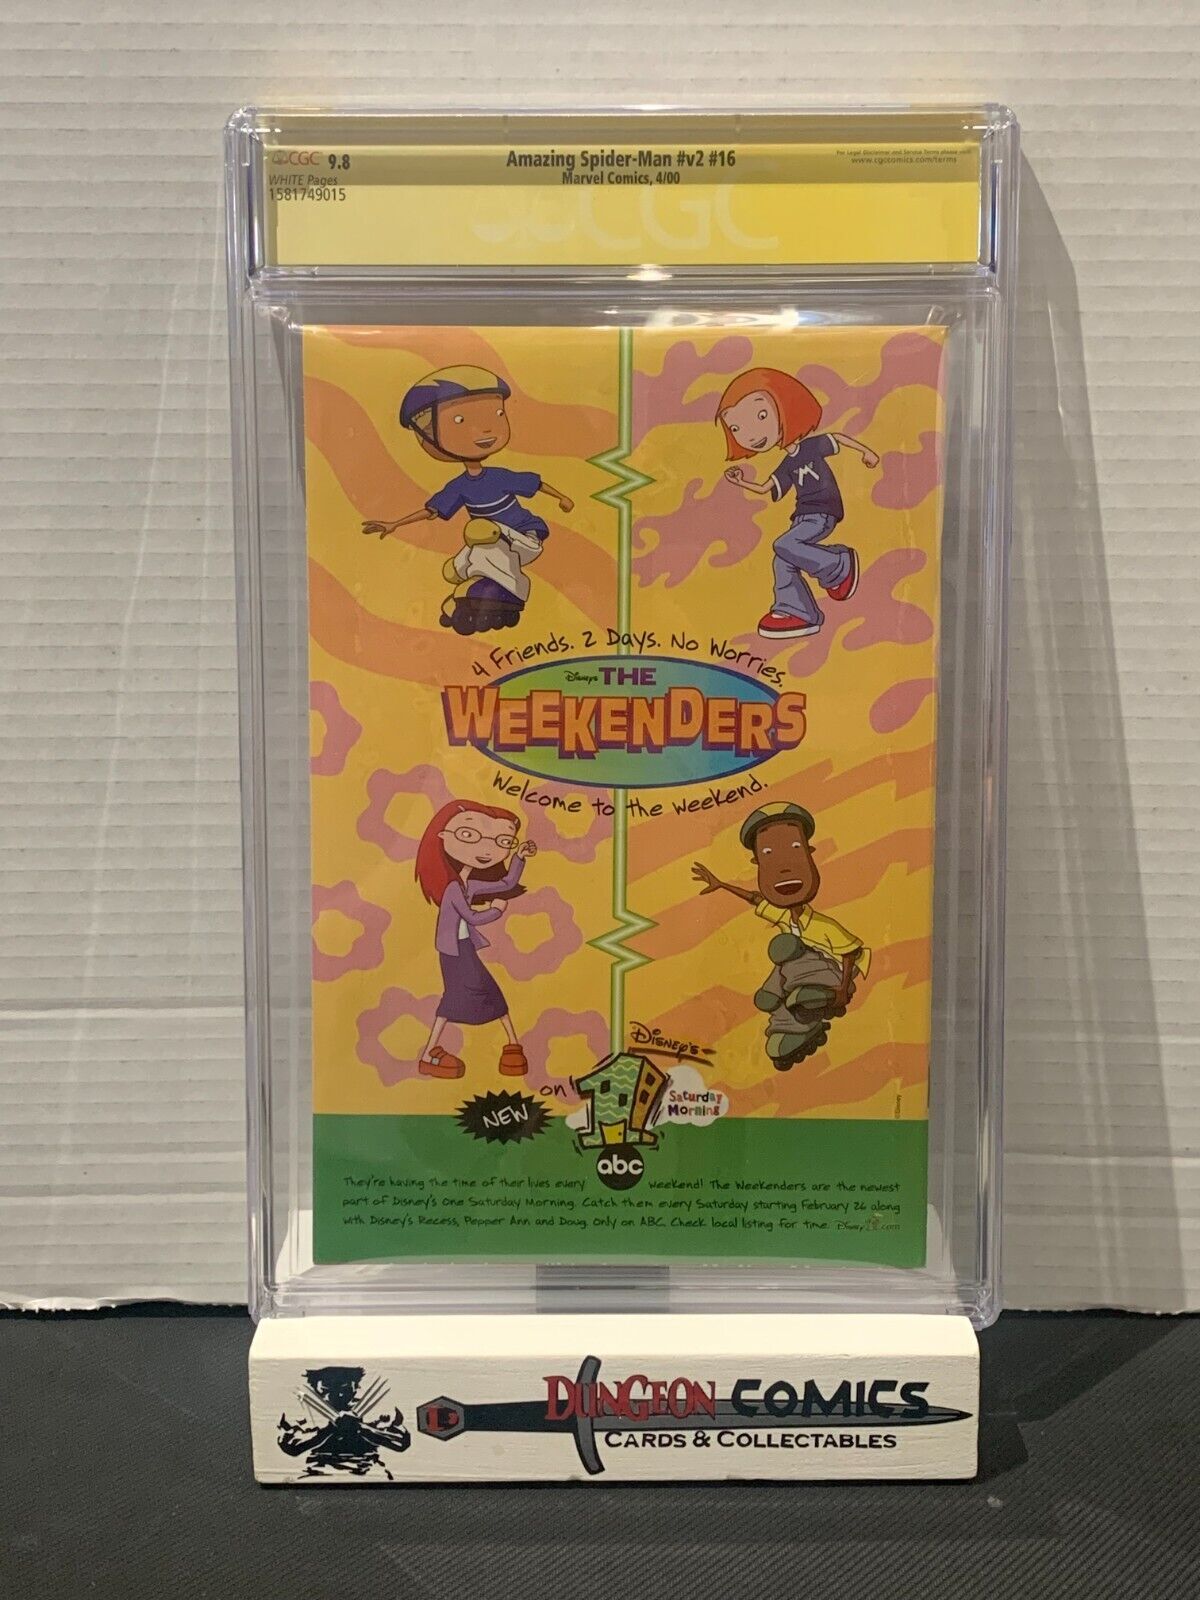 CGC 9.8
Amazing Spider-Man #v2 #16
For Legal Disclaimer and Service Terms please visit
www.cgccomics.com/terms
WHITE Pages
Marvel Comics, 4/00
1581749015
CGC
M
4 Friends. 2 Days. No Worries.
Disney's THE
WEEKENDERS
Welcome to the weekend.
Disney's
NEW
on
1
Saturday
Morning
©Disney
abc
They're having the time of their lives every weekend! The Weekenders are the newest
part of Disney's One Saturday Morning. Catch them every Saturday starting February 26 along
with Disney's Recess, Pepper Ann and Doug. Only on ABC. Check local listing for time. Disney.com
D
DUNGEON COMICS
CARDS & COLLECTABLES